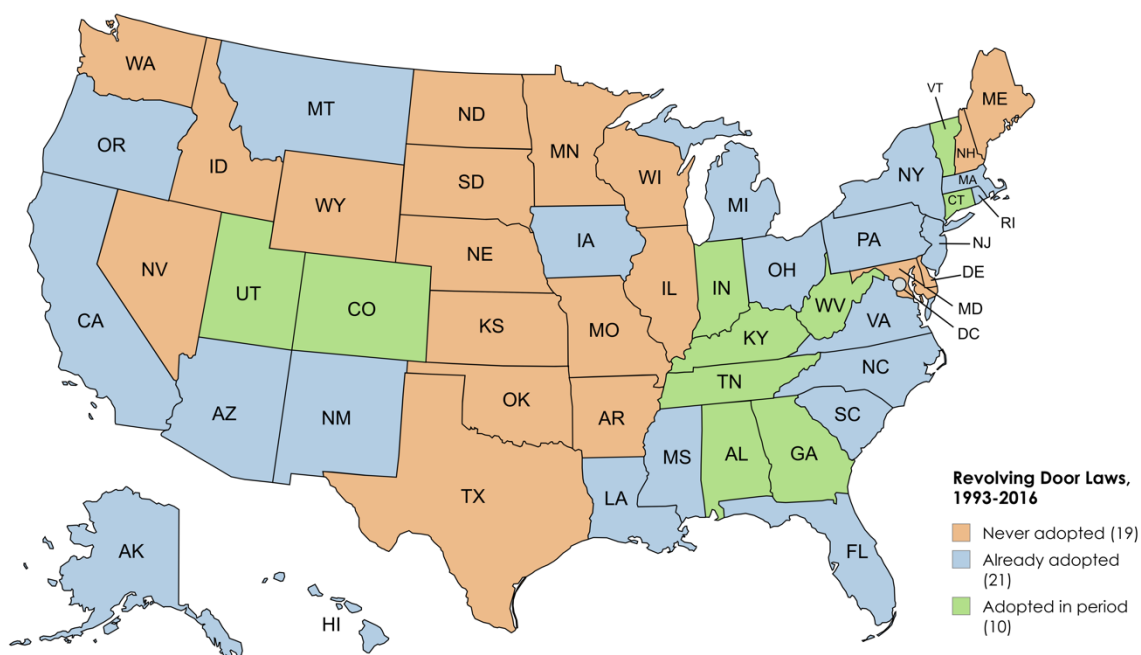 WA
MT
ND
MN
VT
ME
OR
ID
SD
WI
NH
NY
MA
WY
MI
CT
RI
IA
PA
NJ
NE
NV
UT
IL
IN
OH
DE
CO
WV
MD
CA
KS
MO
VA
DC
KY
NC
TN
OK
AR
AZ
NM
SC
MS
AL
GA
TX
LA
FL
AK
HI
Revolving Door Laws,
1993-2016
Never adopted (19)
Already adopted
(21)
Adopted in period
(10)